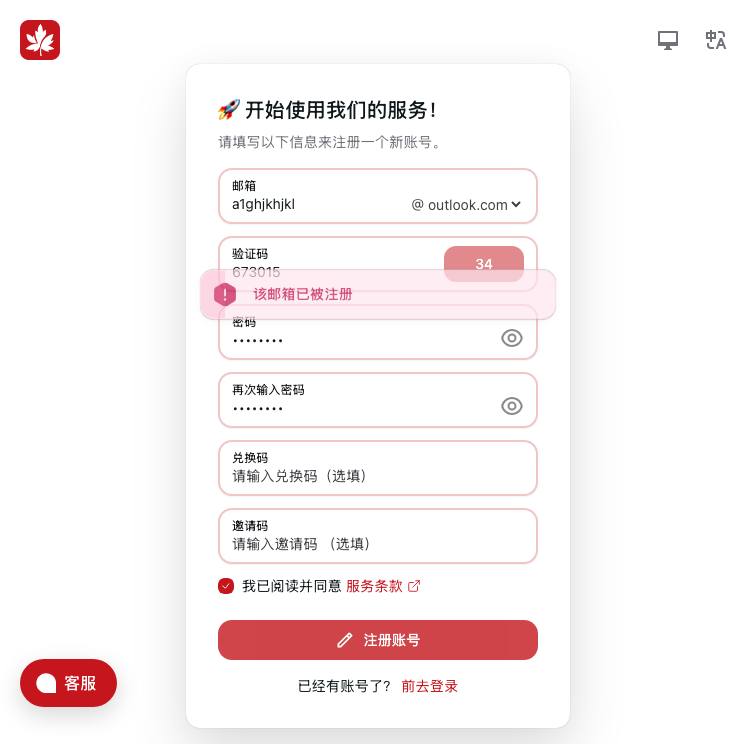 🚀 开始使用我们的服务！
请填写以下信息来注册一个新账号。
邮箱
a1ghjkhjkl @ outlook.com
验证码
673015
34
该邮箱已被注册
密码
••••••••
再次输入密码
••••••••
兑换码
请输入兑换码（选填）
邀请码
请输入邀请码 （选填）
我已阅读并同意 服务条款
注册账号
已经有账号了? 前去登录
客服